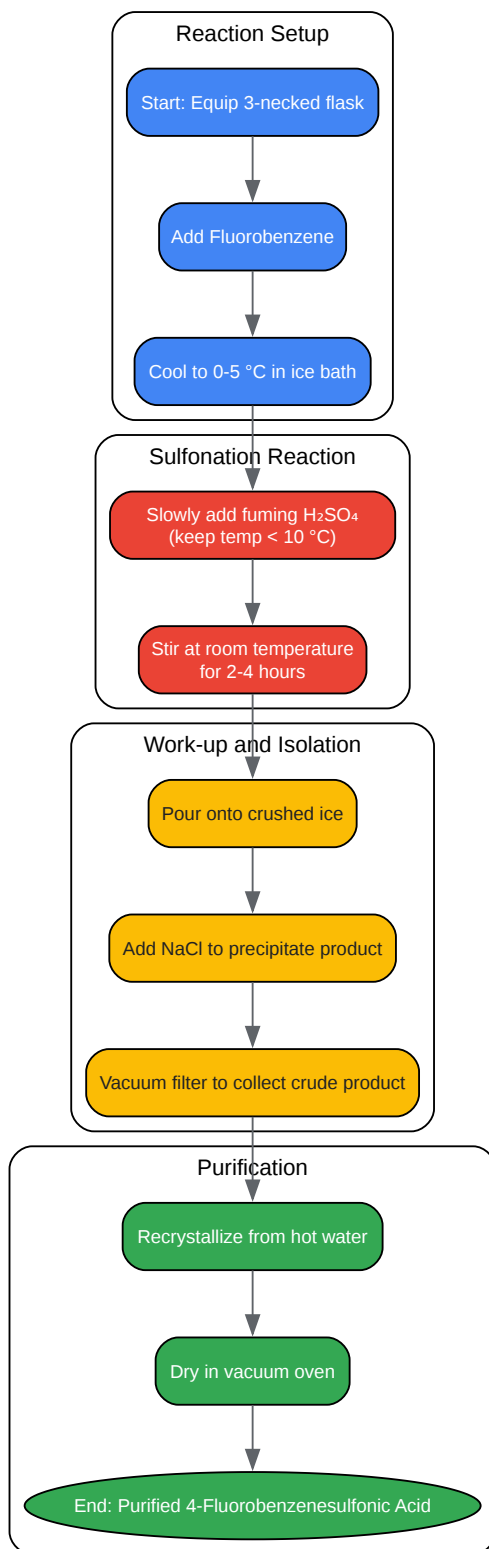 Reaction Setup
Start: Equip 3-necked flask
Add Fluorobenzene
Cool to 0-5 °C in ice bath
Sulfonation Reaction
Slowly add fuming H₂SO₄
(keep temp < 10 °C)
Stir at room temperature
for 2-4 hours
Work-up and Isolation
Pour onto crushed ice
Add NaCl to precipitate product
Vacuum filter to collect crude product
Purification
Recrystallize from hot water
Dry in vacuum oven
End: Purified 4-Fluorobenzenesulfonic Acid